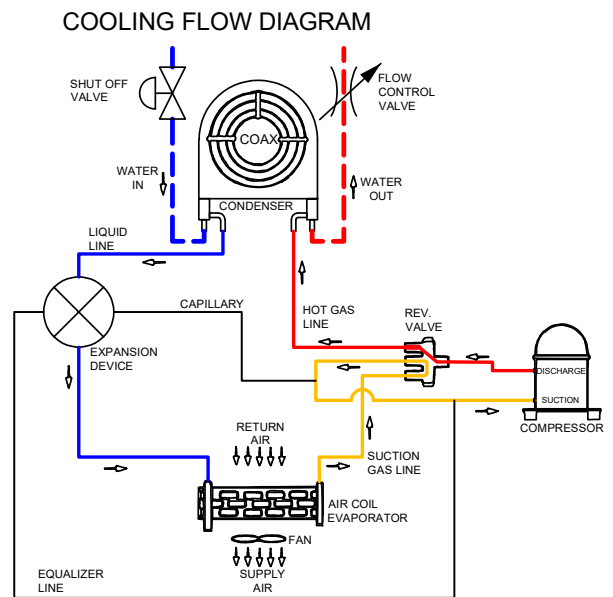 COOLING FLOW DIAGRAM
SHUT OFF
VALVE
FLOW
CONTROL
VALVE
COAX
WATER
IN
WATER
OUT
CONDENSER
LIQUID
LINE
CAPILLARY
HOT GAS
LINE
REV.
VALVE
EXPANSION
DEVICE
DISCHARGE
SUCTION
COMPRESSOR
RETURN
AIR
SUCTION
GAS LINE
AIR COIL
EVAPORATOR
FAN
EQUALIZER
LINE
SUPPLY
AIR